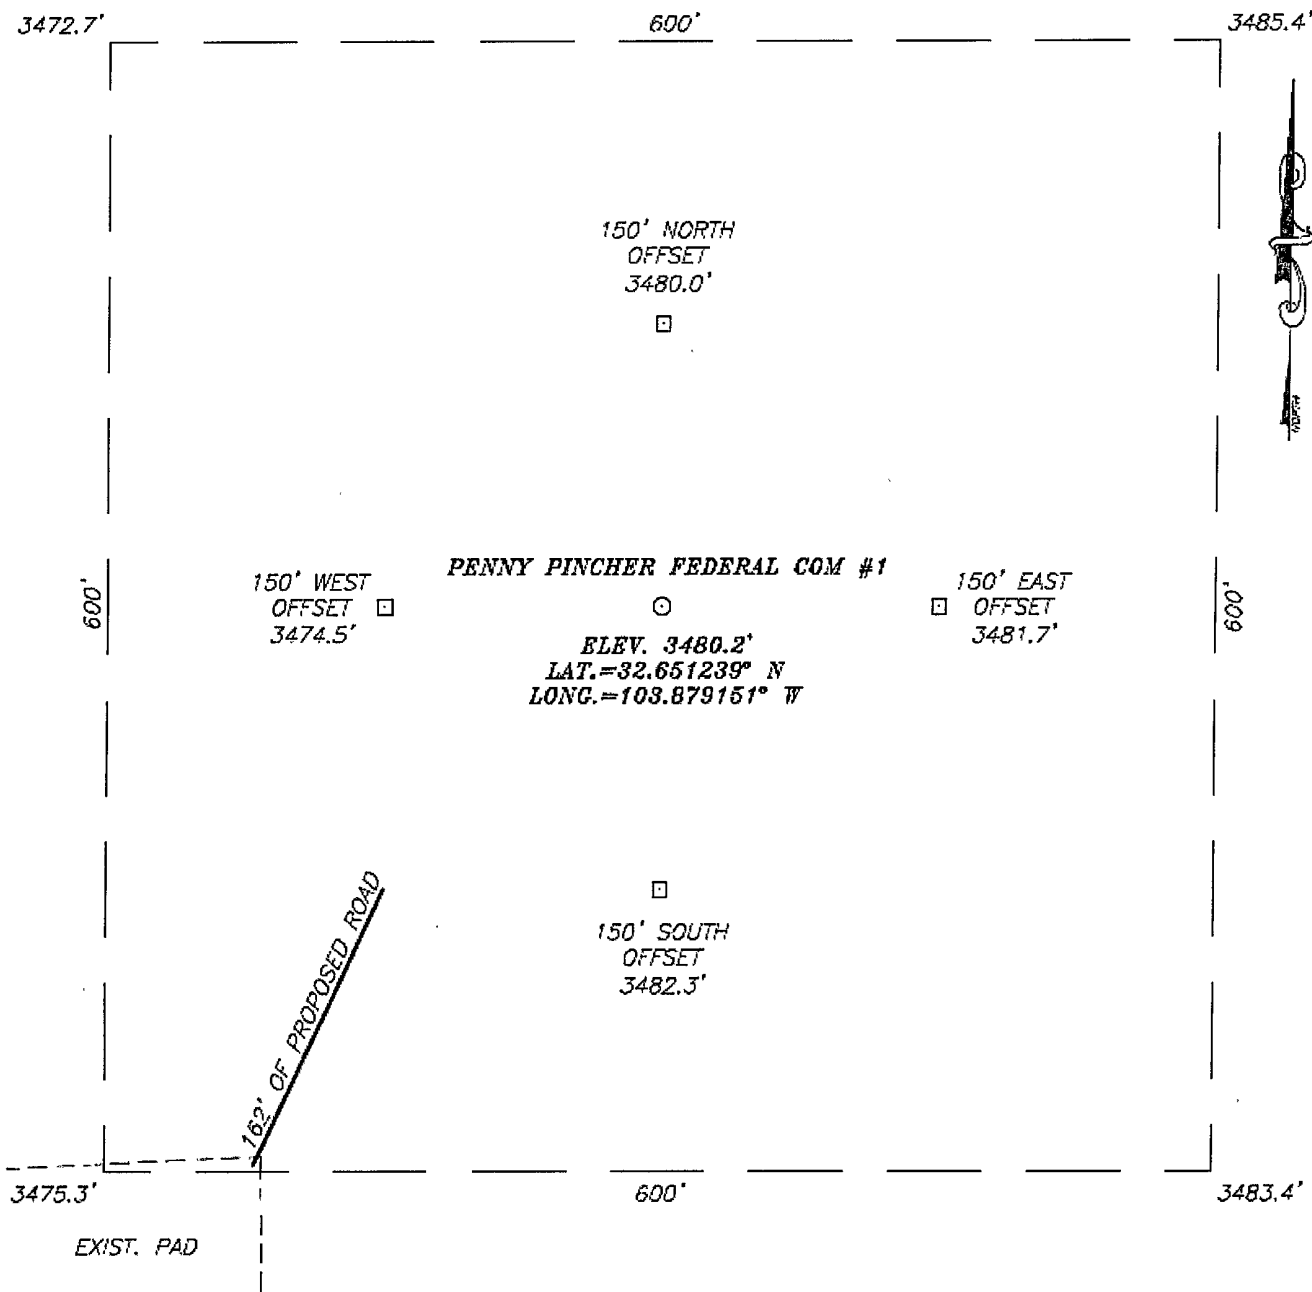 3472.7'
600'
3485.4'
NORTH
150' NORTH
OFFSET
3480.0'
600'
150' WEST
OFFSET
3474.5'
PENNY PINCHER FEDERAL COM #1
ELEV. 3480.2'
LAT.=32.651239° N
LONG.=103.879151° W
150' EAST
OFFSET
3481.7'
600'
150' SOUTH
OFFSET
3482.3'
162' OF PROPOSED ROAD
3475.3'
600'
3483.4'
EXIST. PAD